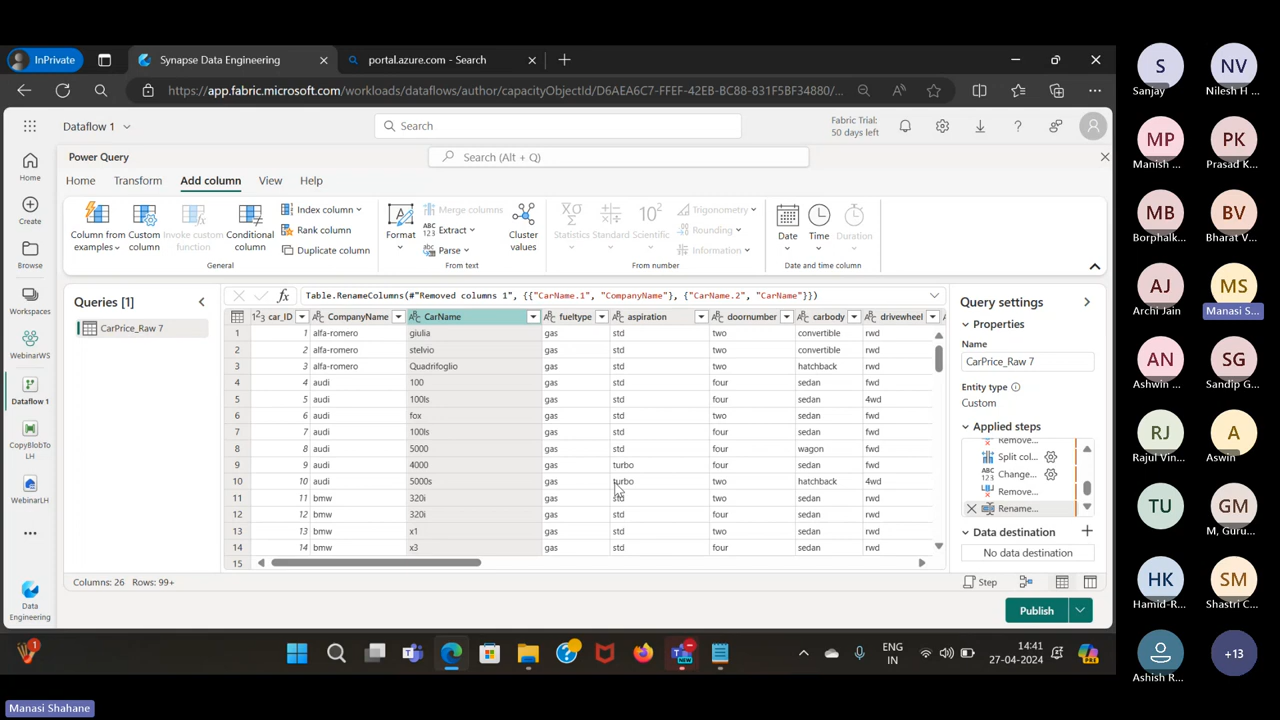 InPrivate
Synapse Data Engineering
portal.azure.com - Search
https://app.fabric.microsoft.com/workloads/dataflows/author/capacityObjectId/D6AEA6C7-FFEF-42EB-BC88-831F5BF34880/...
Dataflow 1
Search
Fabric Trial:
50 days left
Power Query
Search (Alt + Q)
Home Transform Add column View Help
Column from examples
Custom column
Invoke custom function
Conditional column
Index column
Rank column
Duplicate column
General
Format
Merge columns
ABC 123 Extract
abc Parse
From text
Cluster values
Statistics
Standard
10² Scientific
Trigonometry
Rounding
Information
From number
Date
Time
Duration
Date and time column
Home
Create
Browse
Workspaces
WebinarWS
Dataflow 1
CopyBlobTo LH
WebinarLH
Data Engineering
Queries [1]
CarPrice_Raw 7
fx Table.RenameColumns(#"Removed columns 1", {{"CarName.1", "CompanyName"}, {"CarName.2", "CarName"}})
1²3 car_ID CompanyName CarName fueltype aspiration doornumber carbody drivewheel
1 1 alfa-romero giulia gas std two convertible rwd
2 2 alfa-romero stelvio gas std two convertible rwd
3 3 alfa-romero Quadrifoglio gas std two hatchback rwd
4 4 audi 100 gas std four sedan fwd
5 5 audi 100ls gas std four sedan 4wd
6 6 audi fox gas std two sedan fwd
7 7 audi 100ls gas std four sedan fwd
8 8 audi 5000 gas std four wagon fwd
9 9 audi 4000 gas turbo four sedan fwd
10 10 audi 5000s gas turbo two hatchback 4wd
11 11 bmw 320i gas std two sedan rwd
12 12 bmw 320i gas std four sedan rwd
13 13 bmw x1 gas std two sedan rwd
14 14 bmw x3 gas std four sedan rwd
15
Columns: 26 Rows: 99+
Query settings
Properties
Name
CarPrice_Raw 7
Entity type
Custom
Applied steps
Remove...
Split col...
Change...
Remove...
Rename...
Data destination
No data destination
Step
Publish
ENG
IN
14:41
27-04-2024
PRE
NEW
1
S
Sanjay
NV
Nilesh H ...
MP
Manish ...
PK
Prasad K...
MB
Borphalk...
BV
Bharat V...
AJ
Archi Jain
MS
Manasi S...
AN
Ashwin ...
SG
Sandip G...
RJ
Rajul Vin...
A
Aswin
TU
GM
M, Guru...
HK
Hamid-R...
SM
Shastri C...
Ashish R...
+13
Manasi Shahane